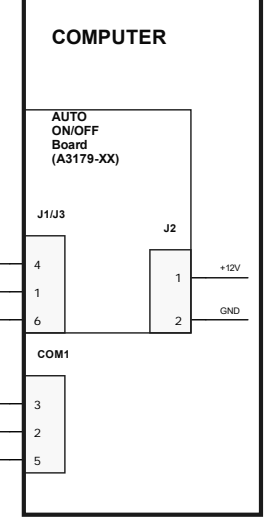 COMPUTER
AUTO
ON/OFF
Board
(A3179-XX)
J1/J3
J2
4
1
6
1
2
+12V
GND
COM1
3
2
5